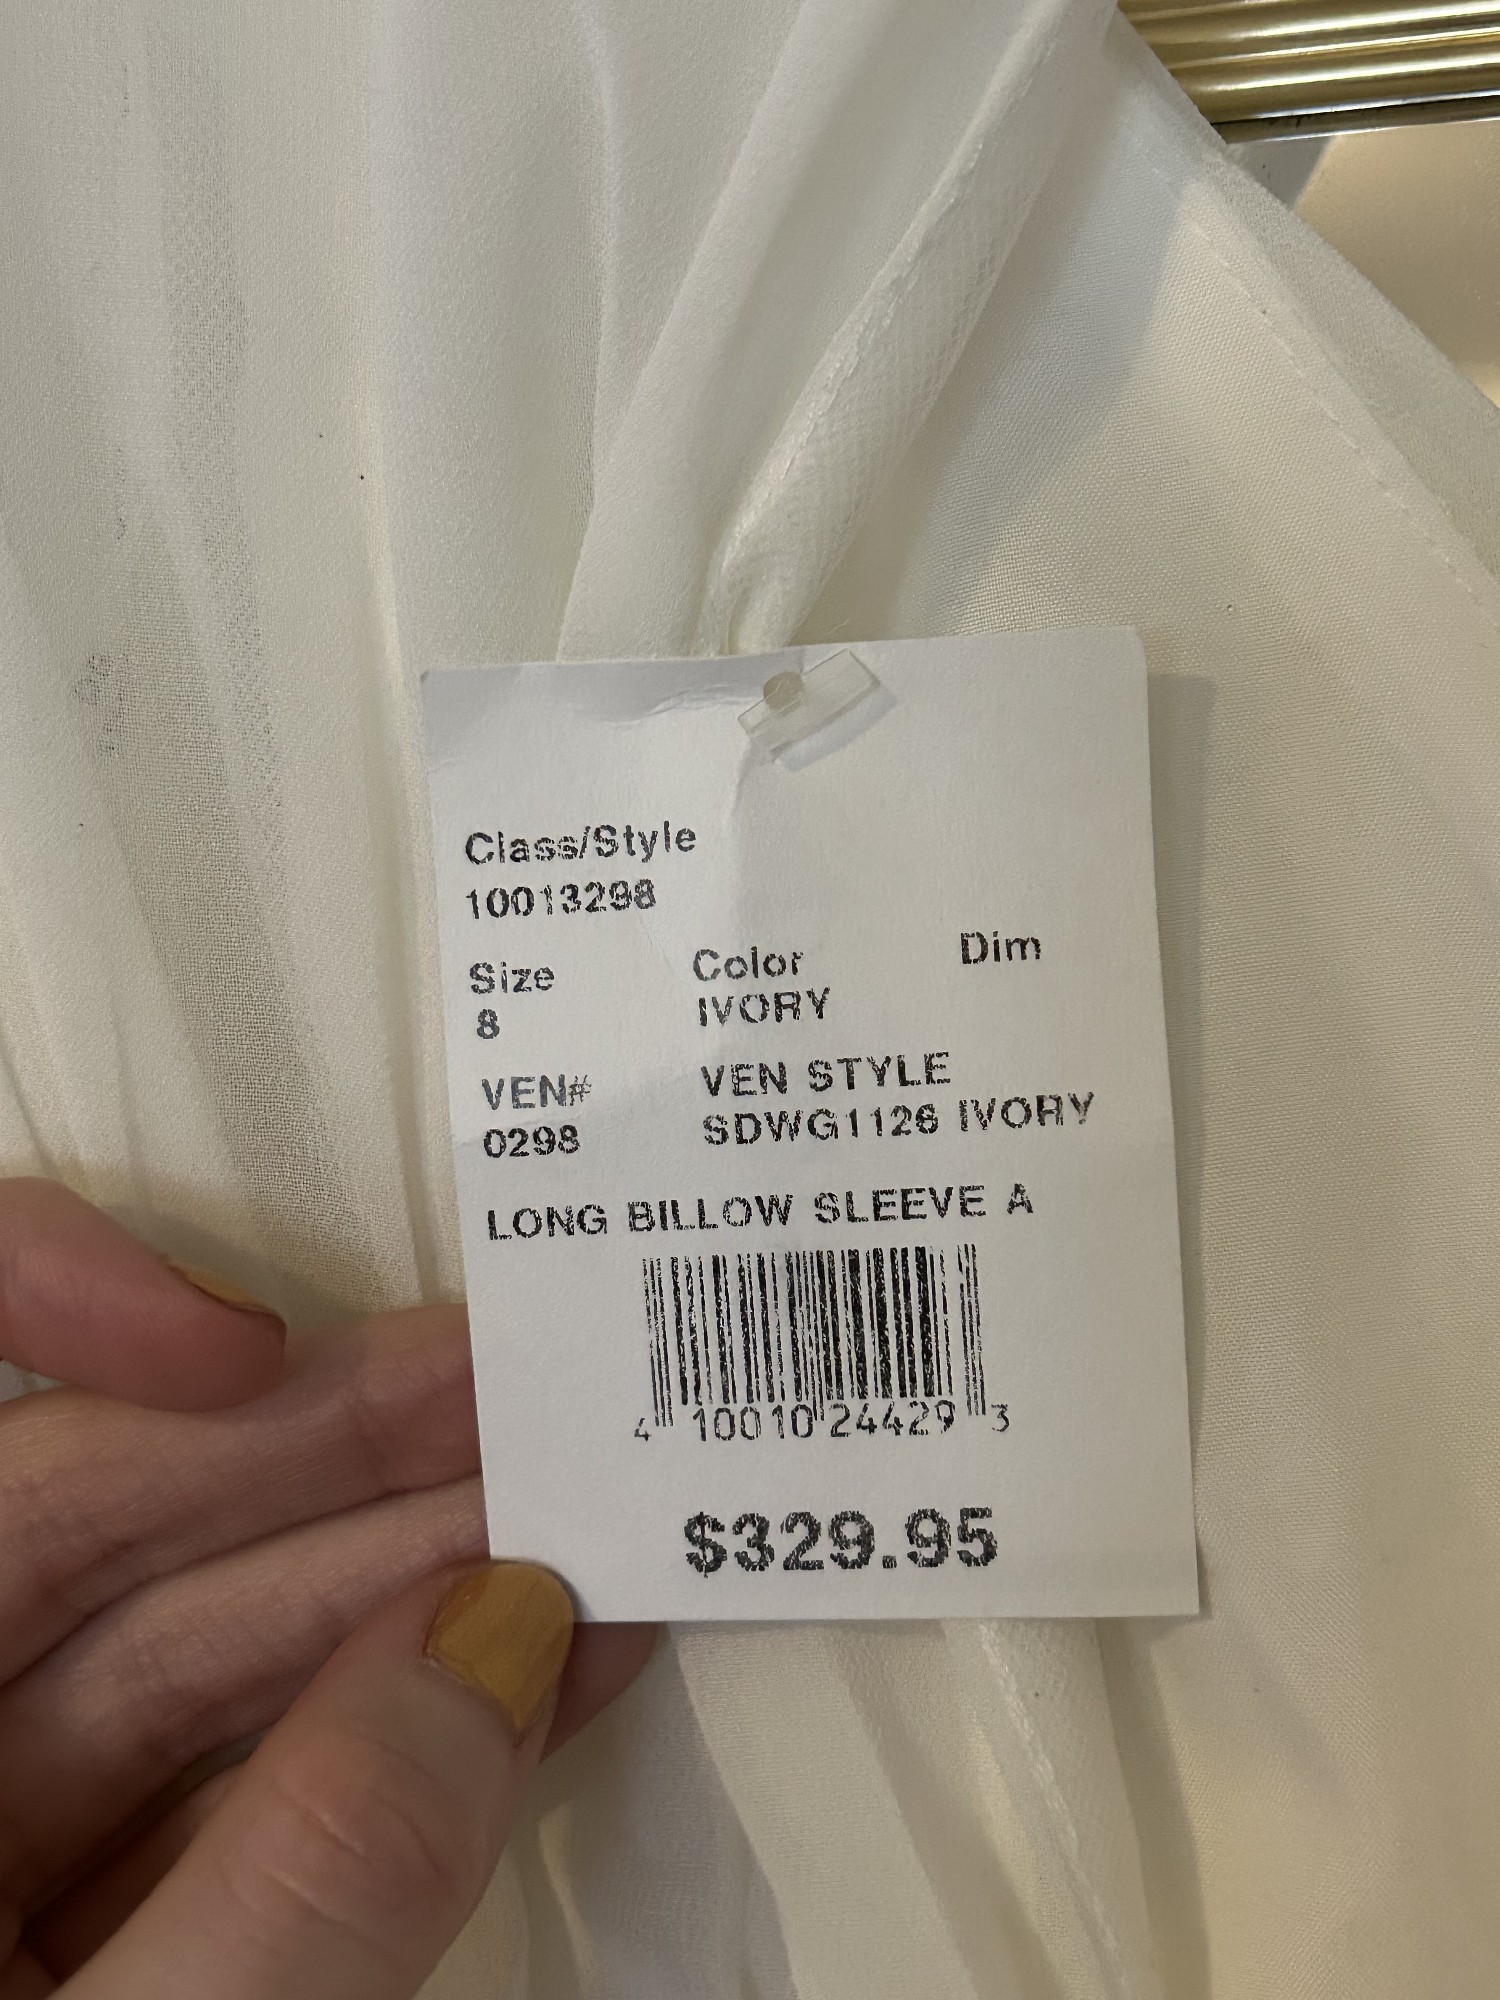 Class/Style
10013298
Size Color Dim
8 IVORY
VEN# VEN STYLE
0298 SDWG1126 IVORY
LONG BILLOW SLEEVE A
4 10010 24429 3
$329.95